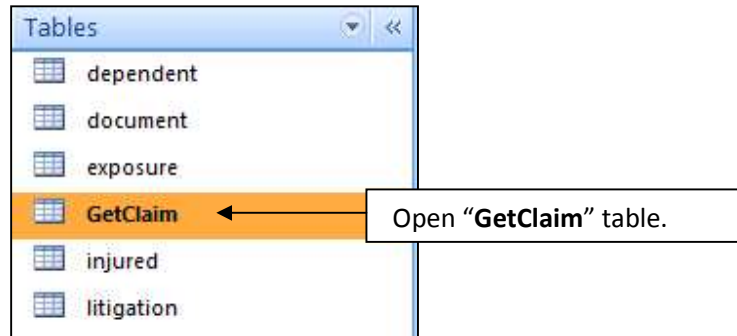 Tables
dependent
document
exposure
GetClaim
Open “GetClaim” table.
injured
litigation